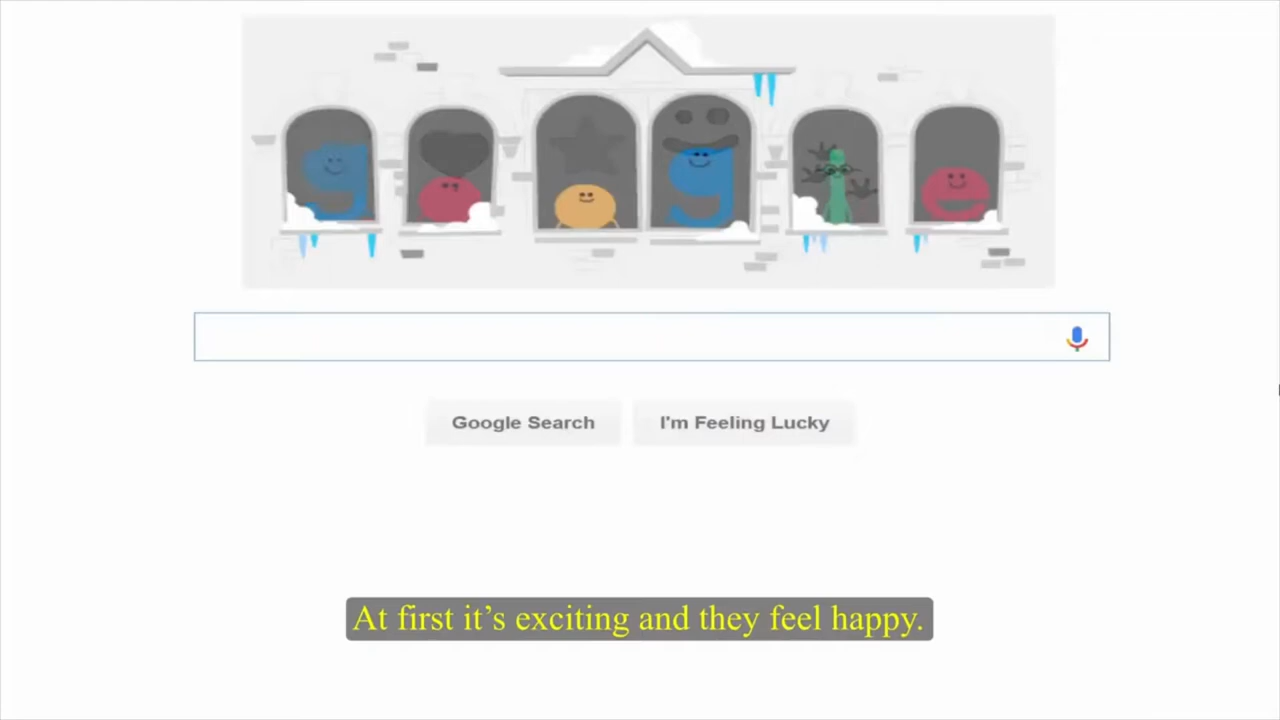 Google Search
I'm Feeling Lucky
At first it’s exciting and they feel happy.